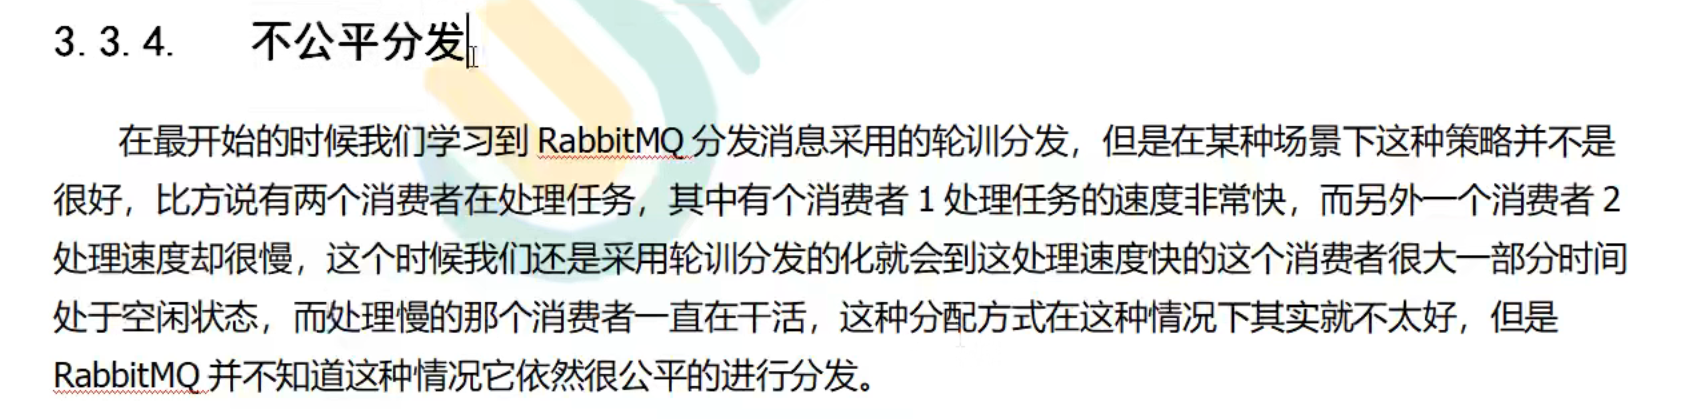 3.3.4. 不公平分发
在最开始的时候我们学习到 RabbitMQ 分发消息采用的轮训分发，但是在某种场景下这种策略并不是
很好，比方说有两个消费者在处理任务，其中有个消费者 1 处理任务的速度非常快，而另外一个消费者 2
处理速度却很慢，这个时候我们还是采用轮训分发的化就会到这处理速度快的这个消费者很大一部分时间
处于空闲状态，而处理慢的那个消费者一直在干活，这种分配方式在这种情况下其实就不太好，但是
RabbitMQ 并不知道这种情况它依然很公平的进行分发。